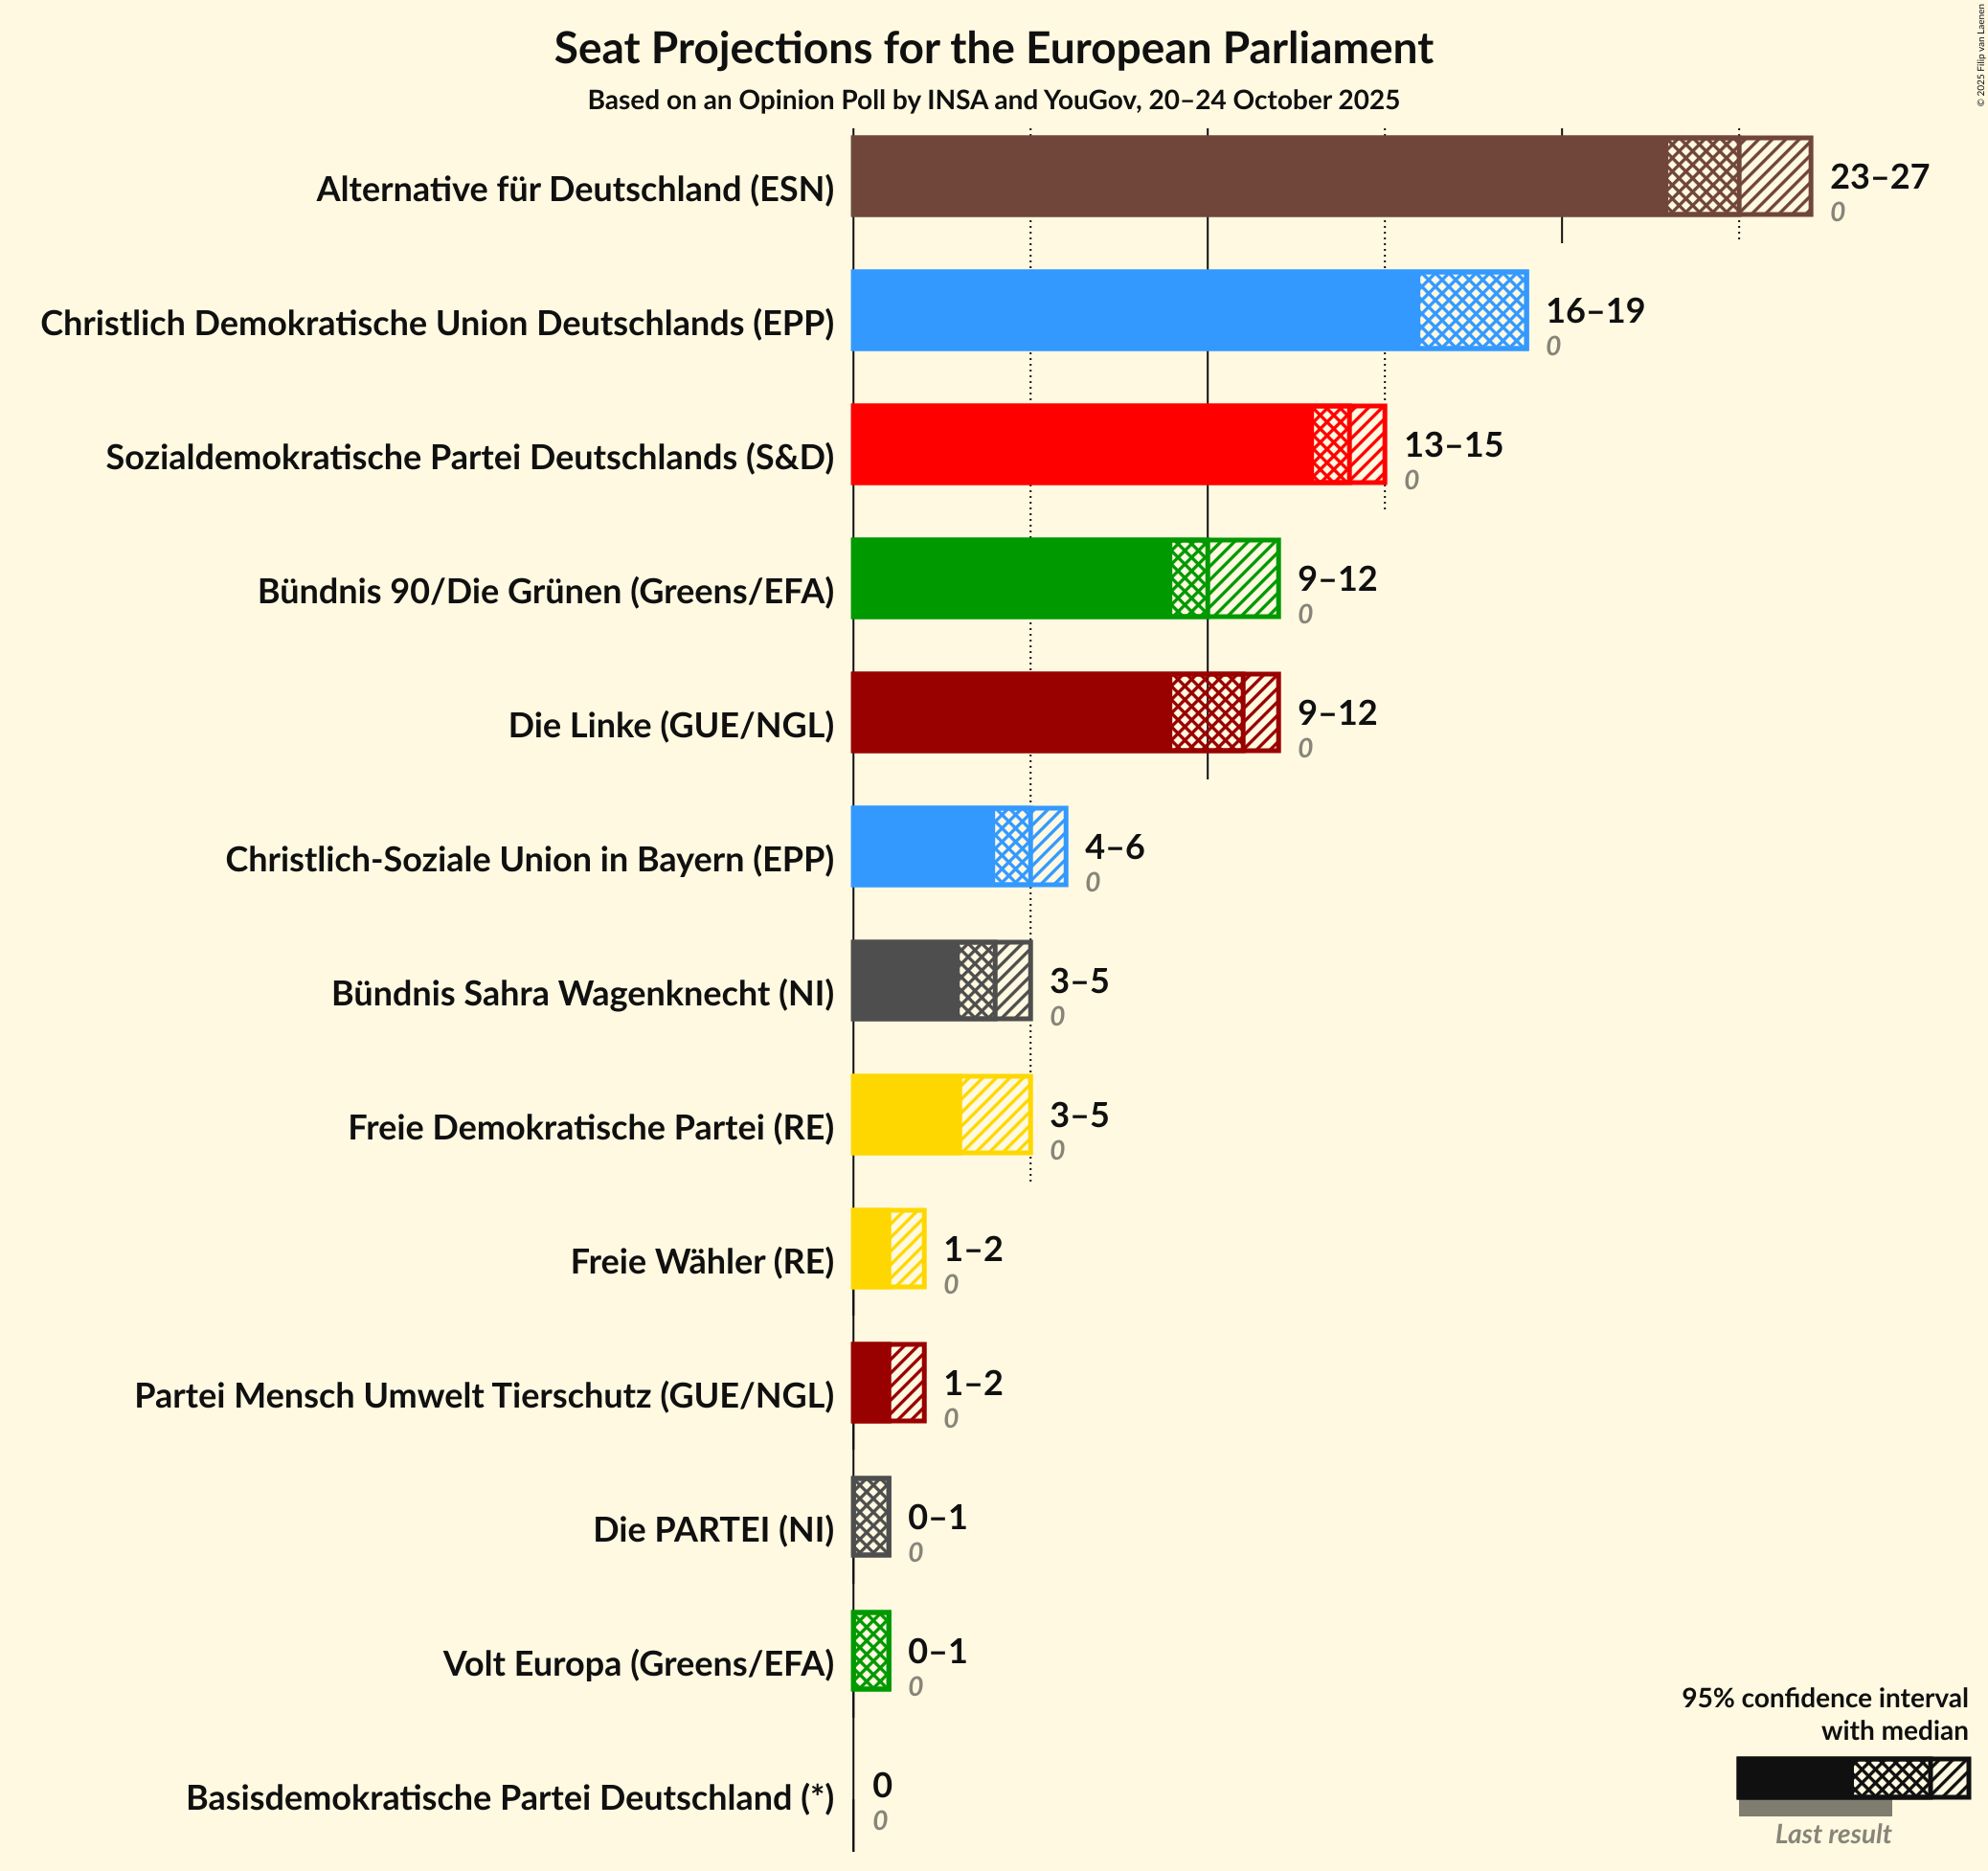 Seat Projections for the European Parliament
Based on an Opinion Poll by INSA and YouGov, 20–24 October 2025
© 2025 Filip van Laenen
Alternative für Deutschland (ESN)
23–27
0
Christlich Demokratische Union Deutschlands (EPP)
16–19
0
Sozialdemokratische Partei Deutschlands (S&D)
13–15
0
Bündnis 90/Die Grünen (Greens/EFA)
9–12
0
Die Linke (GUE/NGL)
9–12
0
Christlich-Soziale Union in Bayern (EPP)
4–6
0
Bündnis Sahra Wagenknecht (NI)
3–5
0
Freie Demokratische Partei (RE)
3–5
0
Freie Wähler (RE)
1–2
0
Partei Mensch Umwelt Tierschutz (GUE/NGL)
1–2
0
Die PARTEI (NI)
0–1
0
Volt Europa (Greens/EFA)
0–1
0
Basisdemokratische Partei Deutschland (*)
0
0
95% confidence interval
with median
Last result